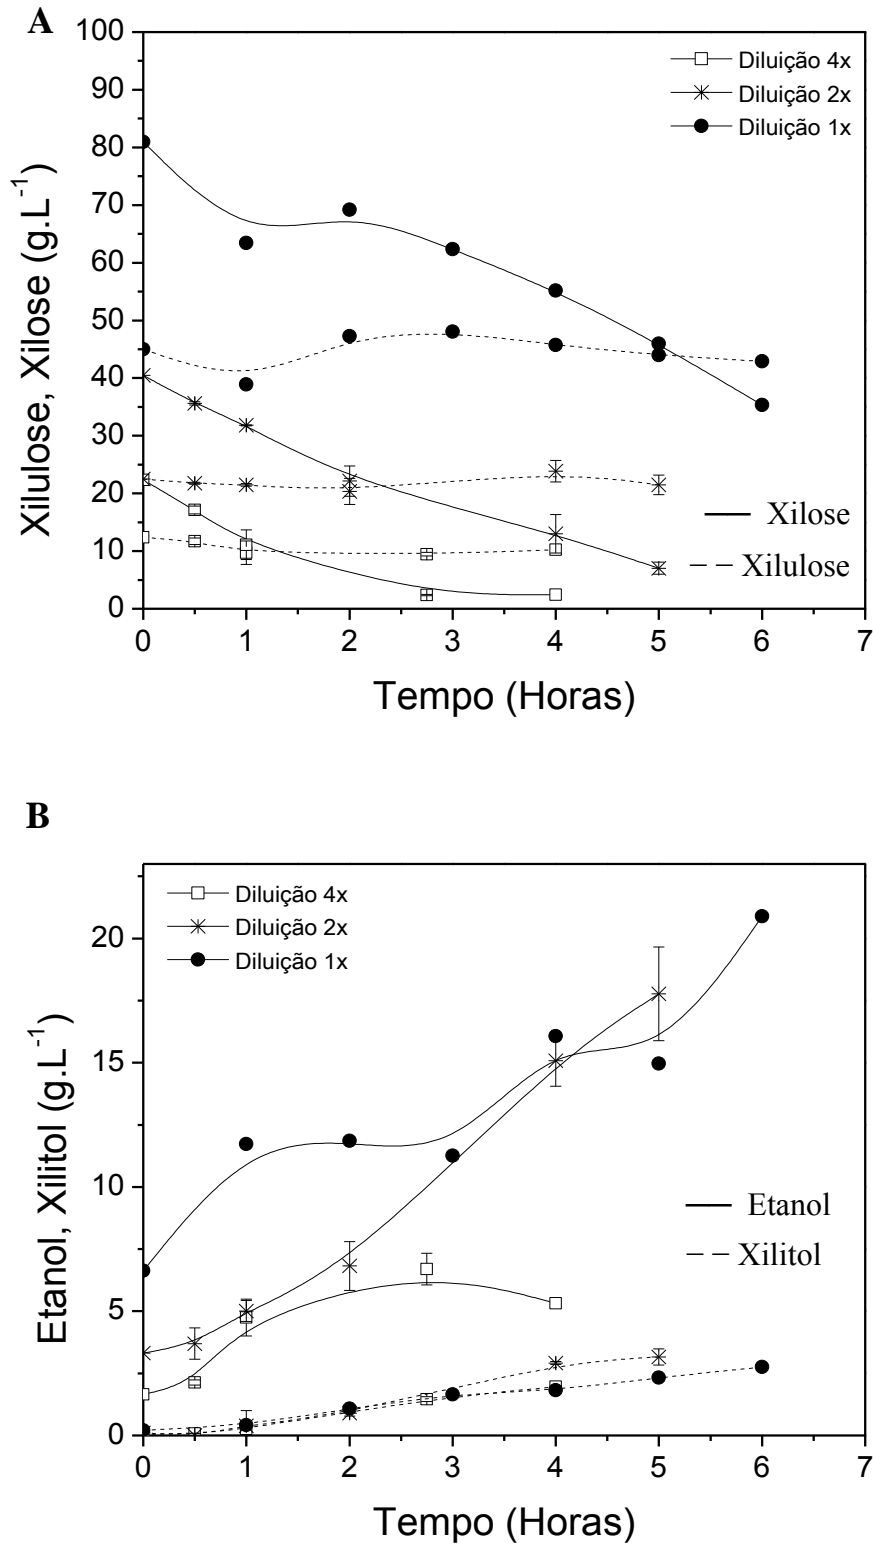 A
Xilulose, Xilose (g.L⁻¹)
100
90
80
70
60
50
40
30
20
10
0
Diluição 4x
Diluição 2x
Diluição 1x
Xilose
Xilulose
0 1 2 3 4 5 6 7
Tempo (Horas)
B
Etanol, Xilitol (g.L⁻¹)
20
15
10
5
0
Diluição 4x
Diluição 2x
Diluição 1x
Etanol
Xilitol
0 1 2 3 4 5 6 7
Tempo (Horas)